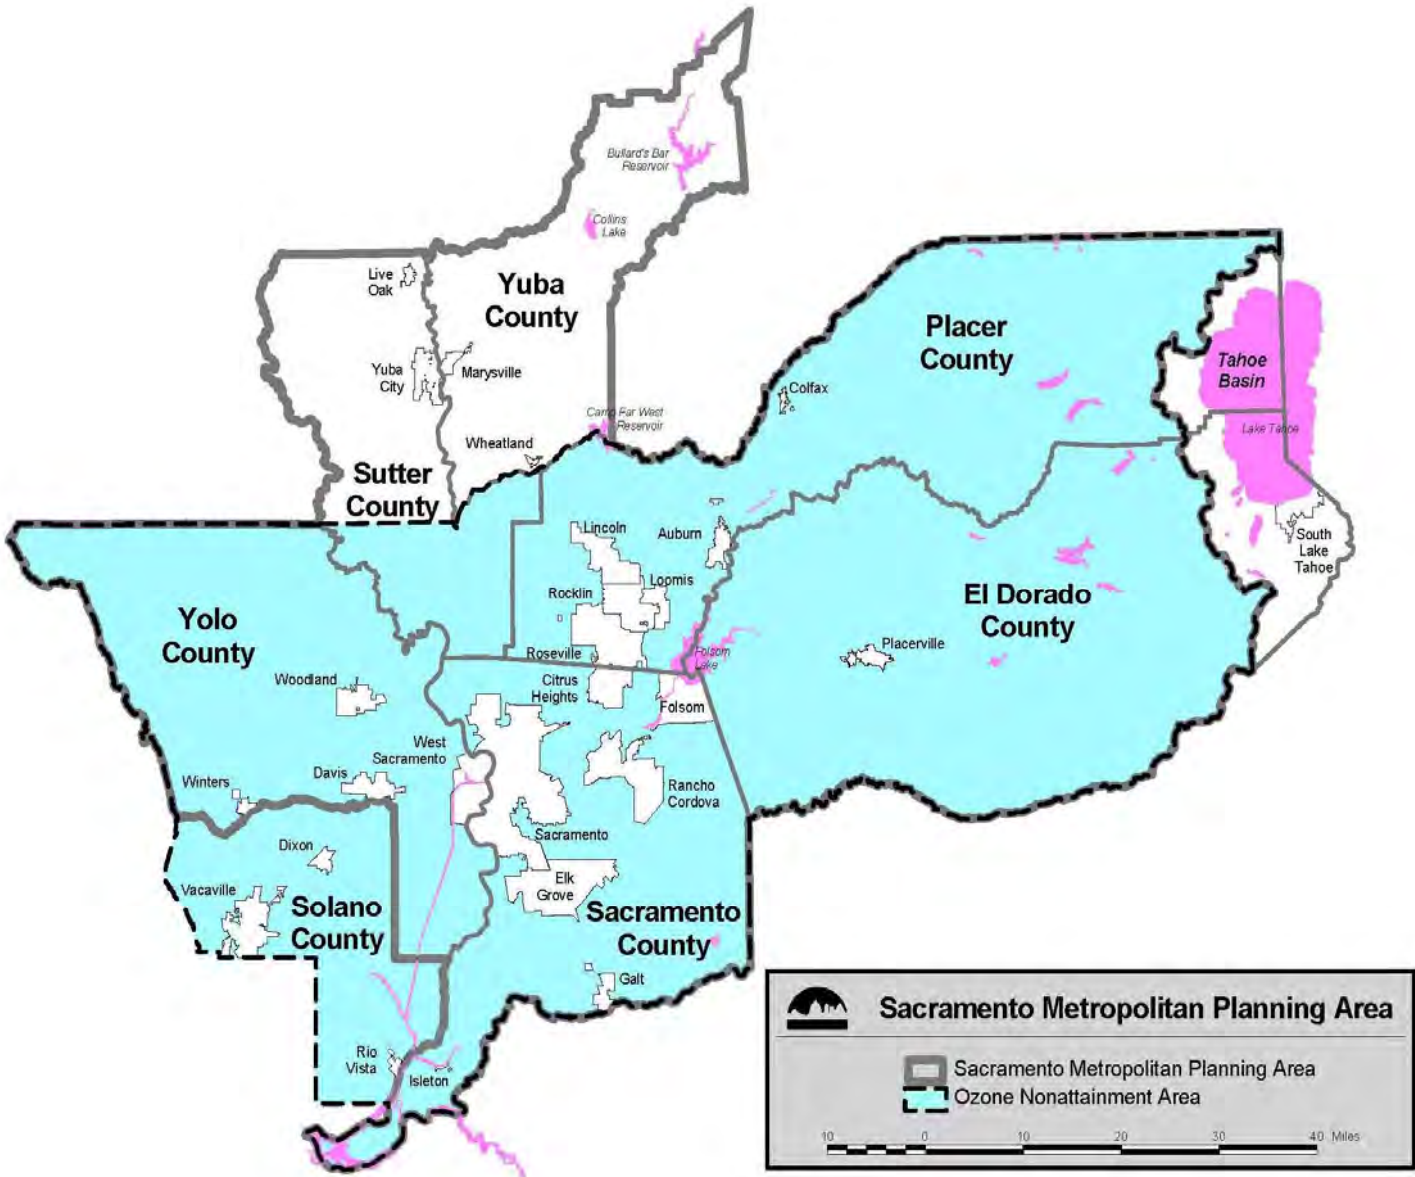 Bullard's Bar
Reservoir
Collins
Lake
Live
Oak
Yuba
County
Placer
County
Tahoe
Basin
Yuba
City
Marysville
Colfax
Camp Far West
Reservoir
Lake Tahoe
Wheatland
Sutter
County
Lincoln
Auburn
South
Lake
Tahoe
Loomis
Rocklin
El Dorado
County
Yolo
County
Placerville
Roseville
Folsom
Lake
Woodland
Citrus
Heights
Folsom
West
Sacramento
Winters
Davis
Rancho
Cordova
Sacramento
Dixon
Vacaville
Elk
Grove
Solano
County
Sacramento
County
Galt
Rio
Vista
Isleton
Sacramento Metropolitan Planning Area
Sacramento Metropolitan Planning Area
Ozone Nonattainment Area
10 0 10 20 30 40 Miles